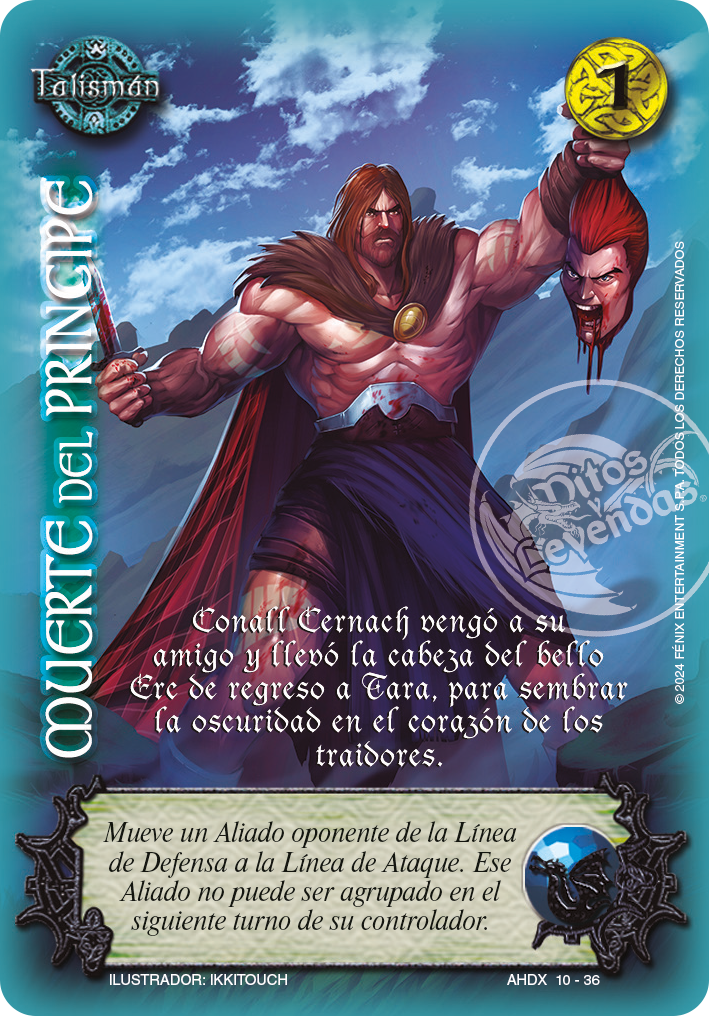 Talismán
1
MUERTE DEL PRINCIPE
© 2024 FÉNIX ENTERTAINMENT S.P.A. TODOS LOS DERECHOS RESERVADOS
Mitos
y
Leyendas
®
Conall Cernach vengó a su
amigo y llevó la cabeza del bello
Erc de regreso a Tara, para sembrar
la oscuridad en el corazón de los
traidores.
Mueve un Aliado oponente de la Línea
de Defensa a la Línea de Ataque. Ese
Aliado no puede ser agrupado en el
siguiente turno de su controlador.
ILUSTRADOR: IKKITOUCH
AHDX 10 - 36